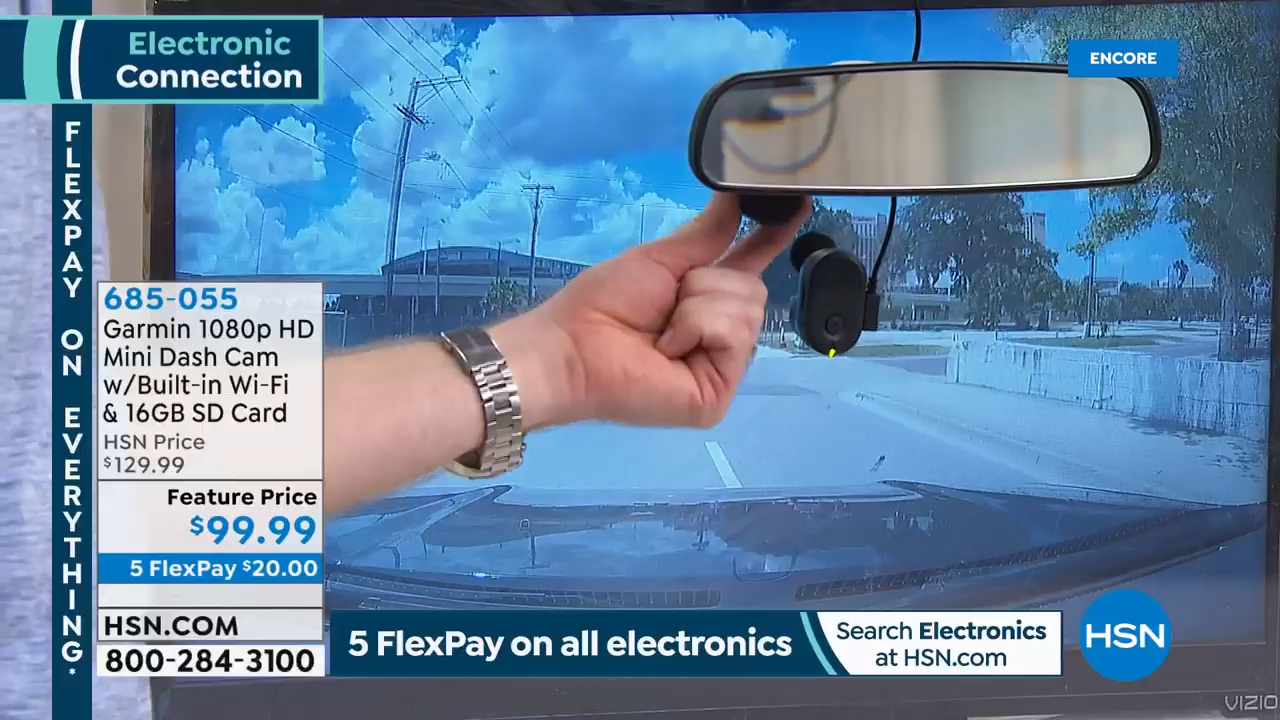 Electronic
Connection
ENCORE
FLEXPAY ON EVERYTHING*
685-055
Garmin 1080p HD
Mini Dash Cam
w/Built-in Wi-Fi
& 16GB SD Card
HSN Price
$129.99
Feature Price
$99.99
5 FlexPay $20.00
HSN.COM
800-284-3100
5 FlexPay on all electronics
Search Electronics
at HSN.com
HSN
VIZIO